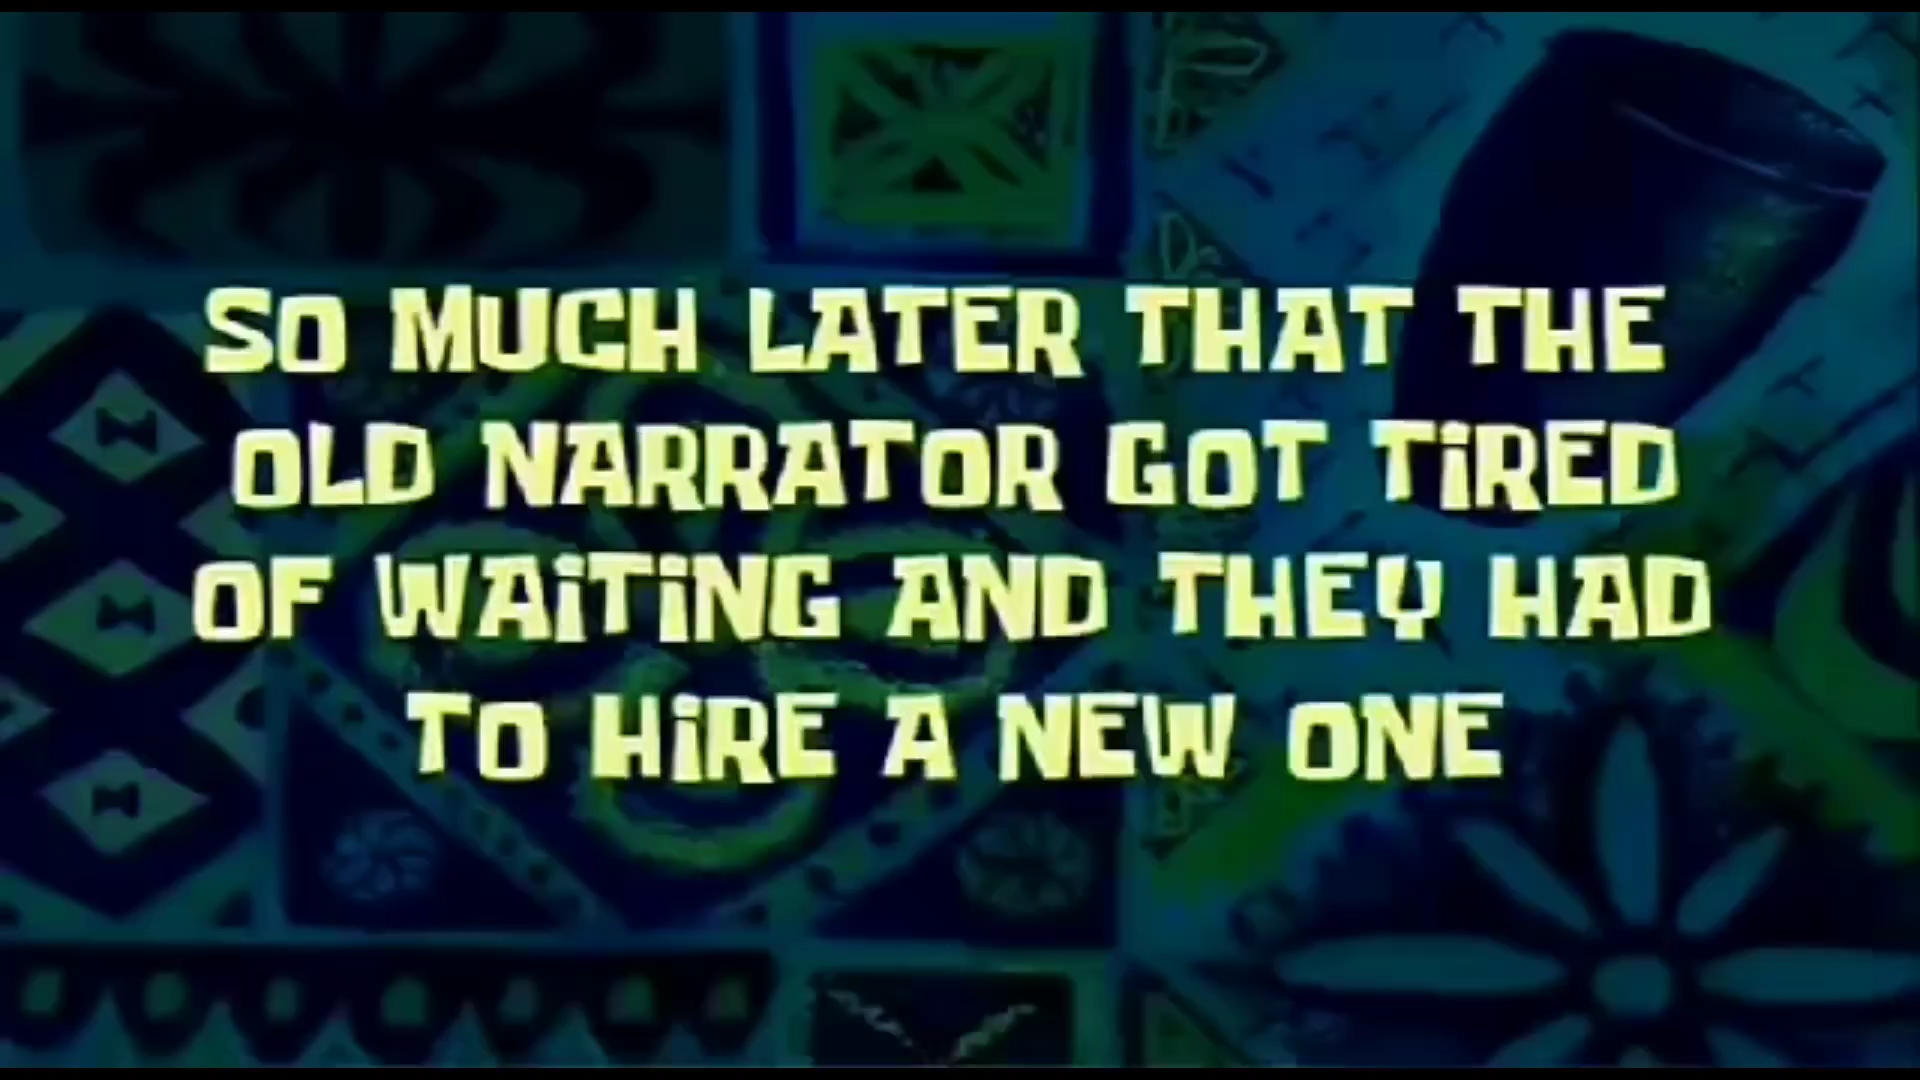 SO MUCH LATER THAT THE
OLD NARRATOR GOT TiRED
OF WAiTiNG AND THEY HAD
TO HiRE A NEW ONE